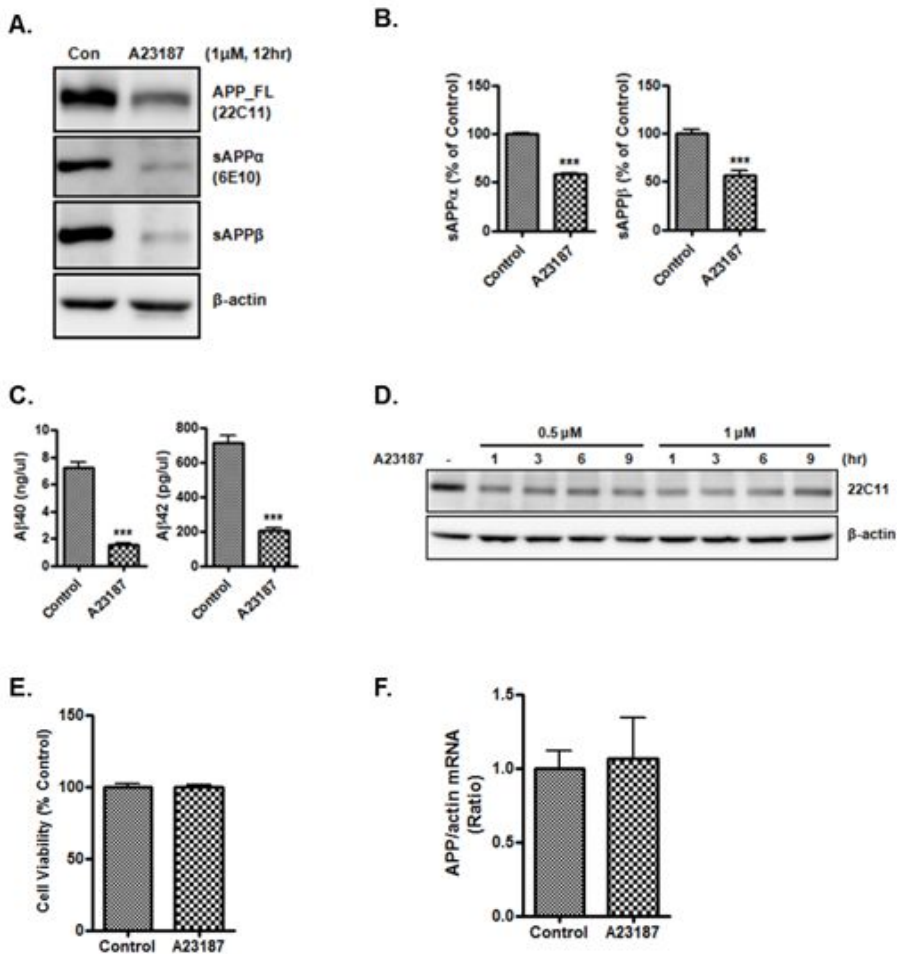 A.
Con A23187 (1µM, 12hr)
APP_FL
(22C11)
sAPPα
(6E10)
sAPPβ
β-actin
B.
sAPPα (% of Control)
150
100
50
0
Control
A23187
***
sAPPβ (% of Control)
150
100
50
0
Control
A23187
***
C.
Aβ40 (ng/ul)
10
8
6
4
2
0
Control
A23187
***
Aβ42 (pg/ul)
800
600
400
200
0
Control
A23187
***
D.
0.5 µM 1 µM
A23187 - 1 3 6 9 1 3 6 9 (hr)
22C11
β-actin
E.
Cell Viability (% Control)
150
100
50
0
Control A23187
F.
APP/actin mRNA
(Ratio)
1.5
1.0
0.5
0.0
Control A23187